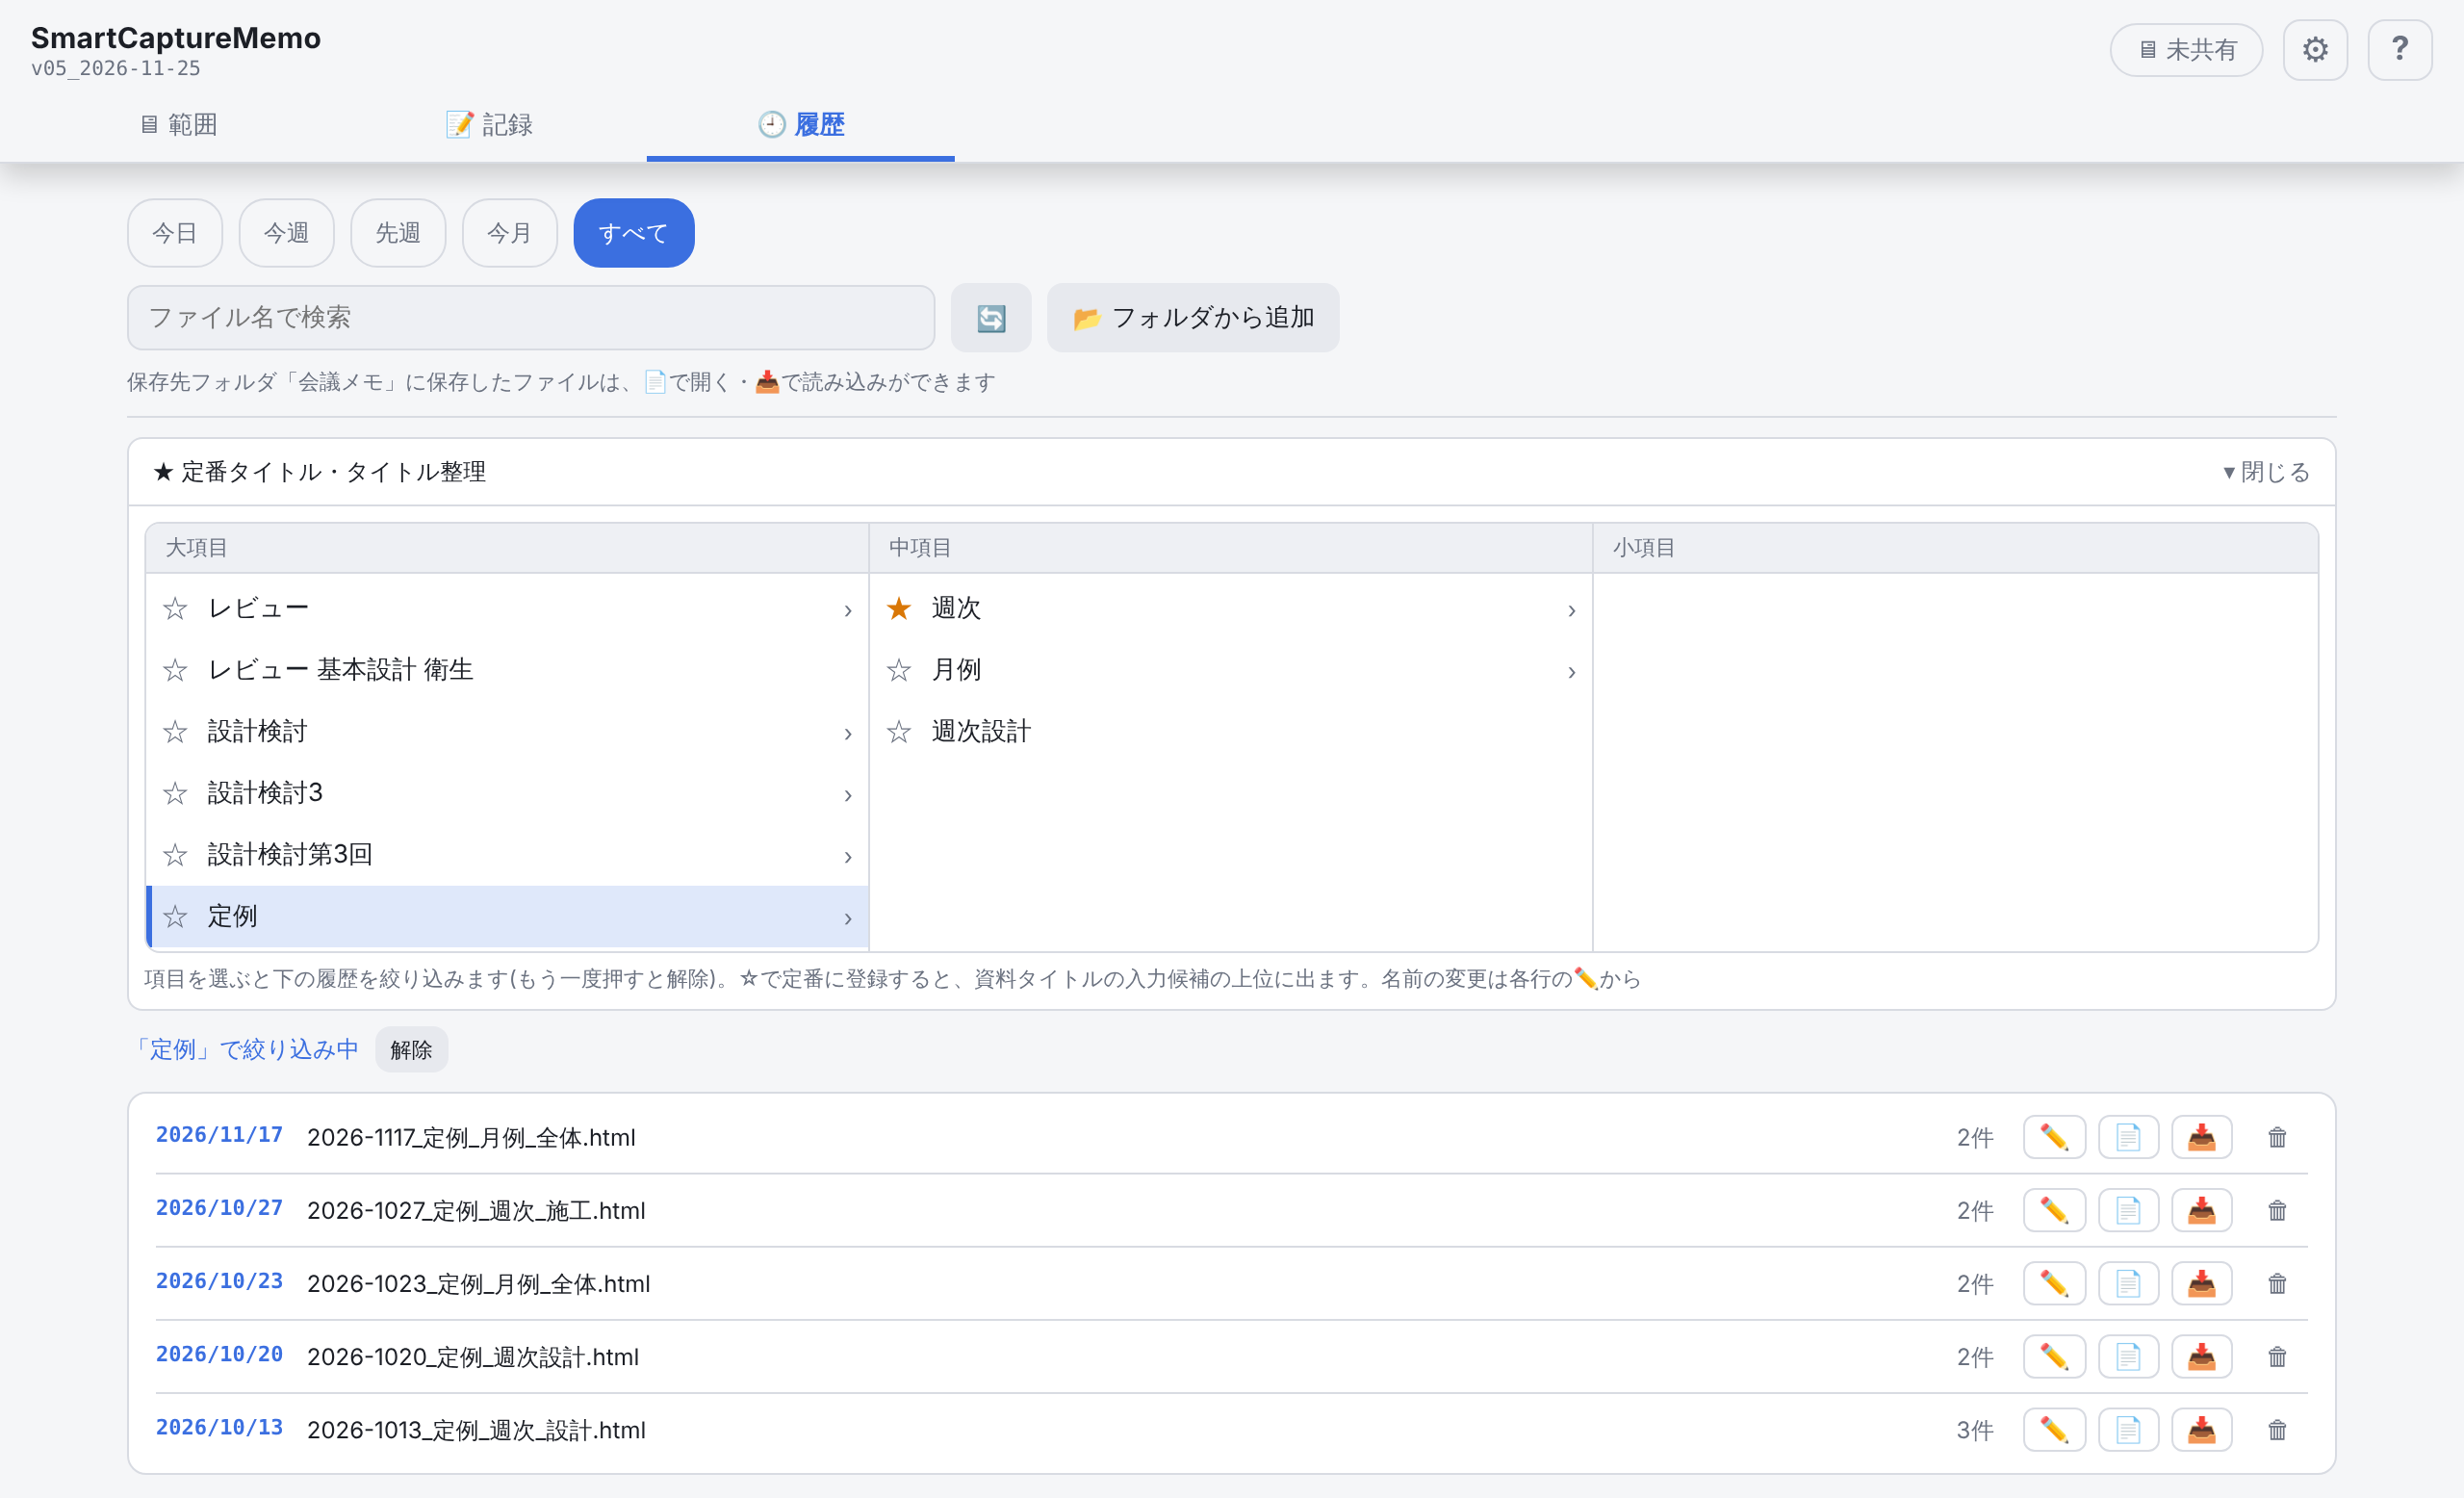 SmartCaptureMemo
v05_2026-11-25
🖥 未共有 ⚙ ?
🖥 範囲 📝 記録 🕘 履歴
今日 今週 先週 今月 すべて
ファイル名で検索 🔄 📂 フォルダから追加
保存先フォルダ「会議メモ」に保存したファイルは、📄で開く・📥で読み込みができます
★ 定番タイトル・タイトル整理 ▾ 閉じる
大項目 中項目 小項目
☆ レビュー › ★ 週次 ›
☆ レビュー 基本設計 衛生 ☆ 月例 ›
☆ 設計検討 › ☆ 週次設計
☆ 設計検討3 ›
☆ 設計検討第3回 ›
☆ 定例 ›
項目を選ぶと下の履歴を絞り込みます(もう一度押すと解除)。☆で定番に登録すると、資料タイトルの入力候補の上位に出ます。名前の変更は各行の✏️から
「定例」で絞り込み中 解除
2026/11/17 2026-1117_定例_月例_全体.html 2件 ✏️ 📄 📥 🗑
2026/10/27 2026-1027_定例_週次_施工.html 2件 ✏️ 📄 📥 🗑
2026/10/23 2026-1023_定例_月例_全体.html 2件 ✏️ 📄 📥 🗑
2026/10/20 2026-1020_定例_週次設計.html 2件 ✏️ 📄 📥 🗑
2026/10/13 2026-1013_定例_週次_設計.html 3件 ✏️ 📄 📥 🗑